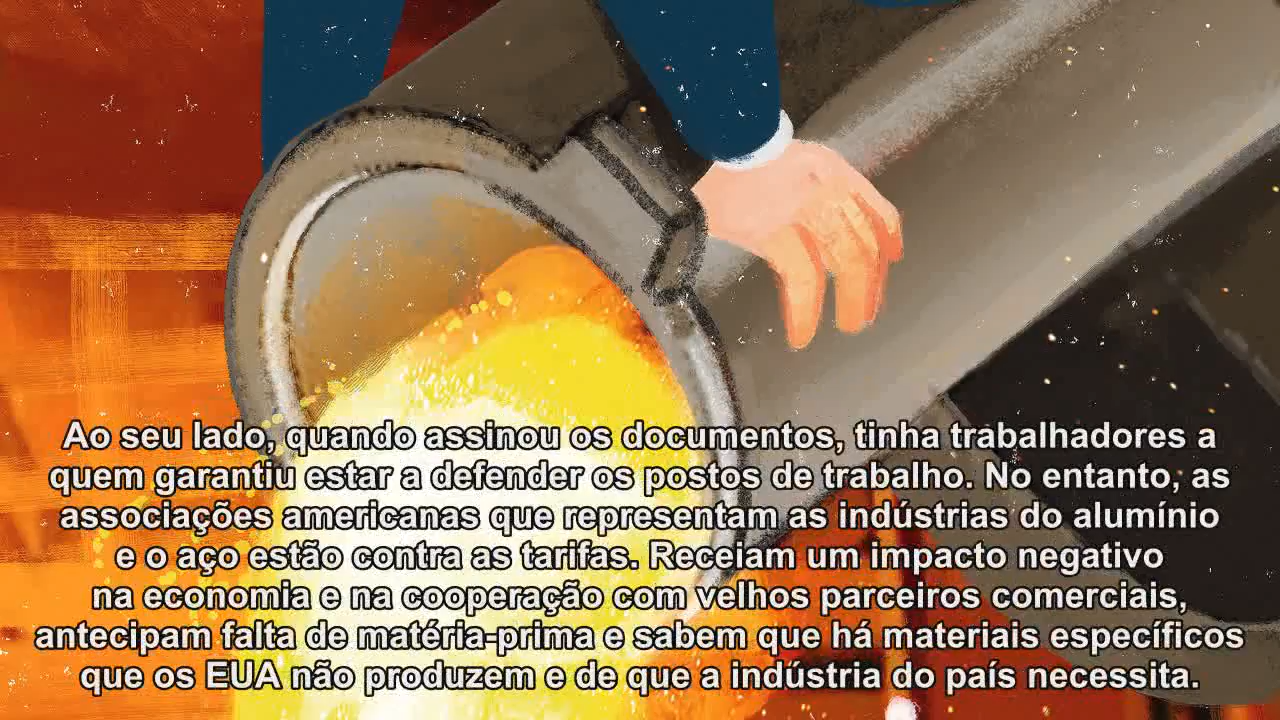 Ao seu lado, quando assinou os documentos, tinha trabalhadores a
quem garantiu estar a defender os postos de trabalho. No entanto, as
associações americanas que representam as indústrias do alumínio
e o aço estão contra as tarifas. Receiam um impacto negativo
na economia e na cooperação com velhos parceiros comerciais,
antecipam falta de matéria-prima e sabem que há materiais específicos
que os EUA não produzem e de que a indústria do país necessita.